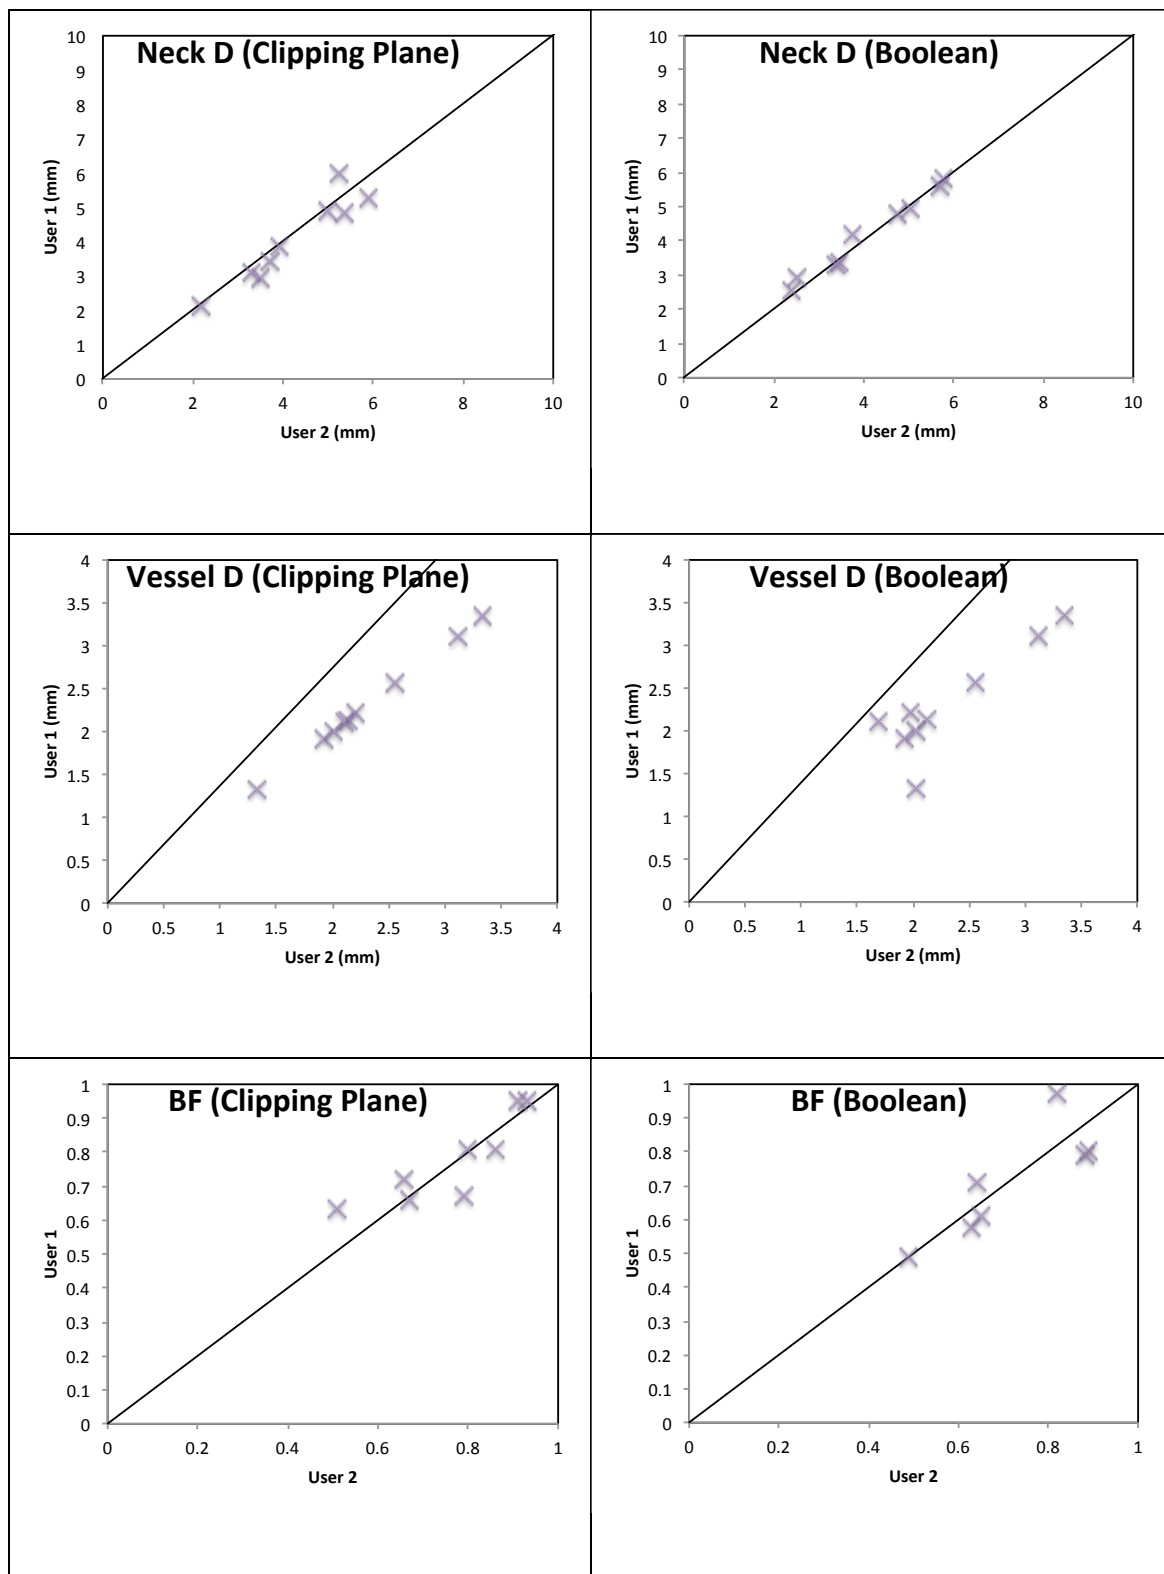 Neck D (Clipping Plane)
10
9
8
7
6
5
4
3
2
1
0
User 1 (mm)
0 2 4 6 8 10
User 2 (mm)
Neck D (Boolean)
10
9
8
7
6
5
4
3
2
1
0
User 1 (mm)
0 2 4 6 8 10
User 2 (mm)
Vessel D (Clipping Plane)
4
3.5
3
2.5
2
1.5
1
0.5
0
User 1 (mm)
0 0.5 1 1.5 2 2.5 3 3.5 4
User 2 (mm)
Vessel D (Boolean)
4
3.5
3
2.5
2
1.5
1
0.5
0
User 1 (mm)
0 0.5 1 1.5 2 2.5 3 3.5 4
User 2 (mm)
BF (Clipping Plane)
1
0.9
0.8
0.7
0.6
0.5
0.4
0.3
0.2
0.1
0
User 1
0 0.2 0.4 0.6 0.8 1
User 2
BF (Boolean)
1
0.9
0.8
0.7
0.6
0.5
0.4
0.3
0.2
0.1
0
User 1
0 0.2 0.4 0.6 0.8 1
User 2